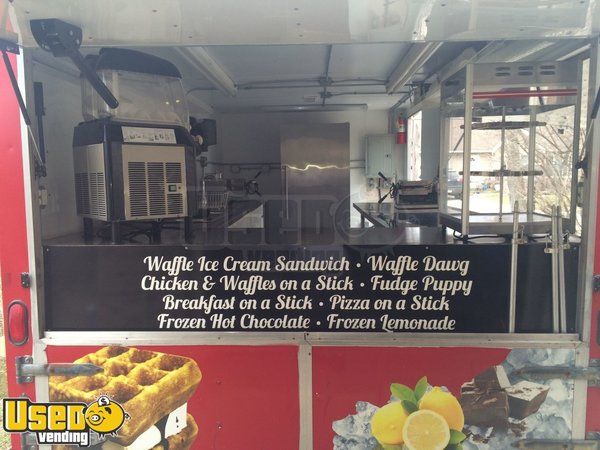 Waffle Ice Cream Sandwich • Waffle Dawg
Chicken & Waffles on a Stick • Fudge Puppy
Breakfast on a Stick • Pizza on a Stick
Frozen Hot Chocolate • Frozen Lemonade
USED
vending